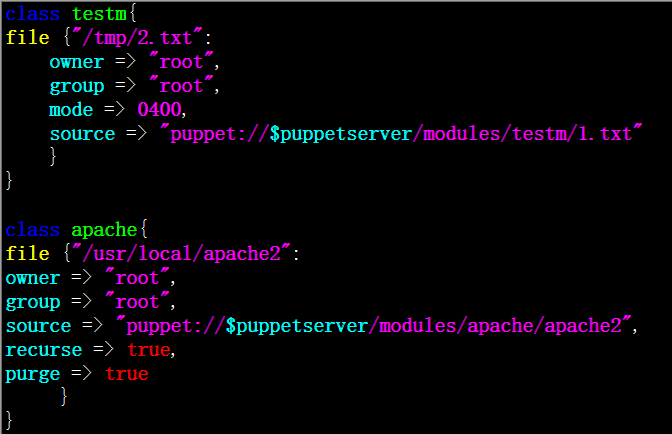 class testm{
file {"/tmp/2.txt":
    owner => "root",
    group => "root",
    mode => 0400,
    source => "puppet://$puppetserver/modules/testm/1.txt"
    }
}

class apache{
file {"/usr/local/apache2":
owner => "root",
group => "root",
source => "puppet://$puppetserver/modules/apache/apache2",
recurse => true,
purge => true
     }
}